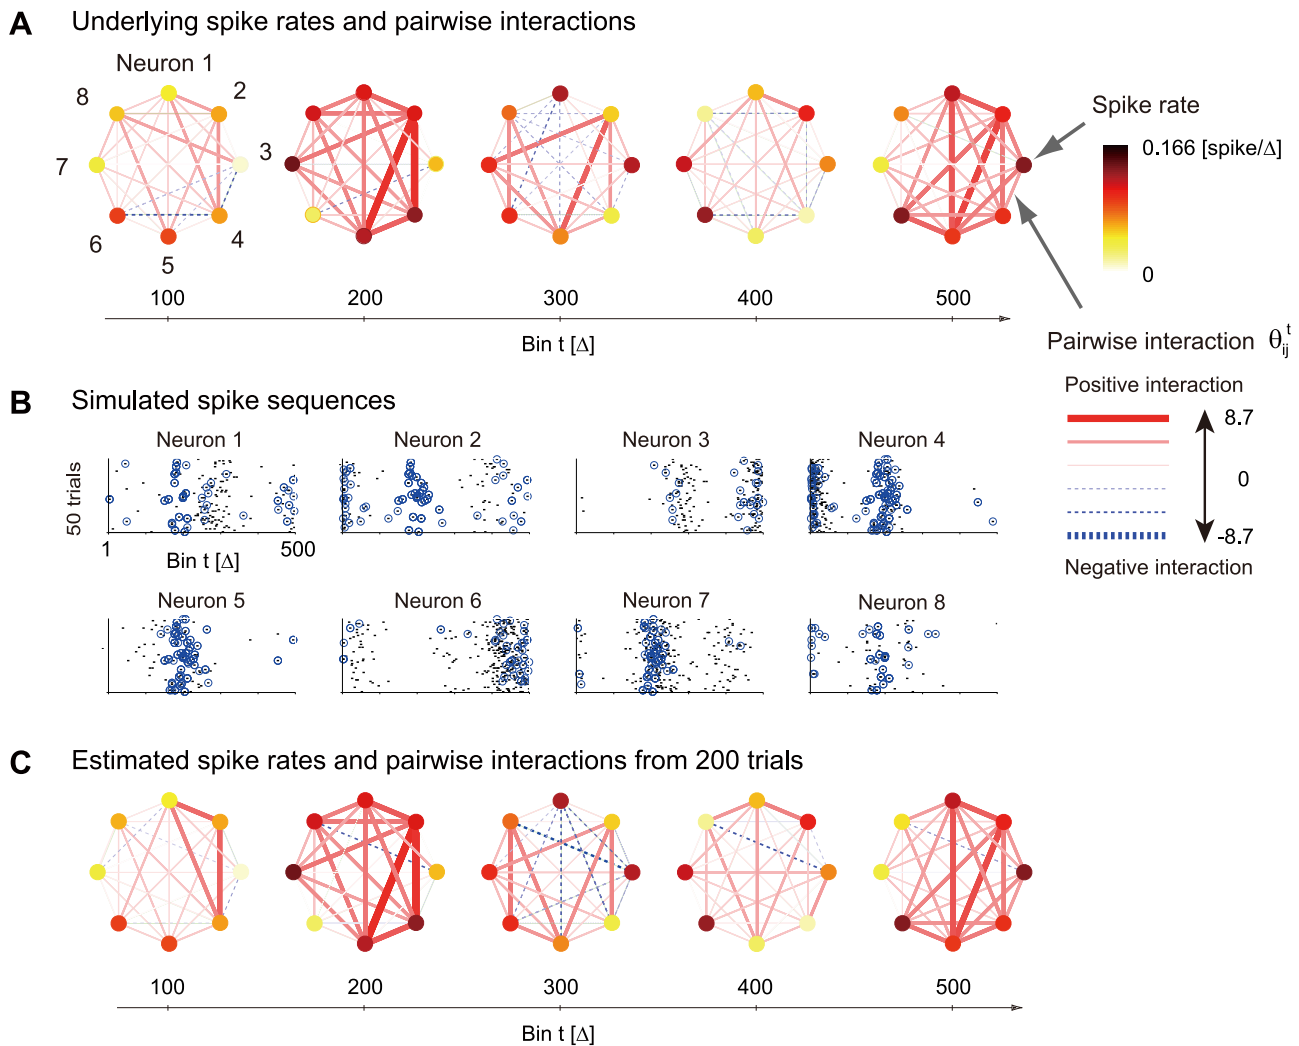 A Underlying spike rates and pairwise interactions
Neuron 1
2
3
4
5
6
7
8
Spike rate
0.166 [spike/Δ]
0
100 200 300 400 500
Bin t [Δ]
Pairwise interaction θ_ij^t
Positive interaction
8.7
0
-8.7
Negative interaction
B Simulated spike sequences
Neuron 1 Neuron 2 Neuron 3 Neuron 4
50 trials
1 500
Bin t [Δ]
Neuron 5 Neuron 6 Neuron 7 Neuron 8
C Estimated spike rates and pairwise interactions from 200 trials
100 200 300 400 500
Bin t [Δ]